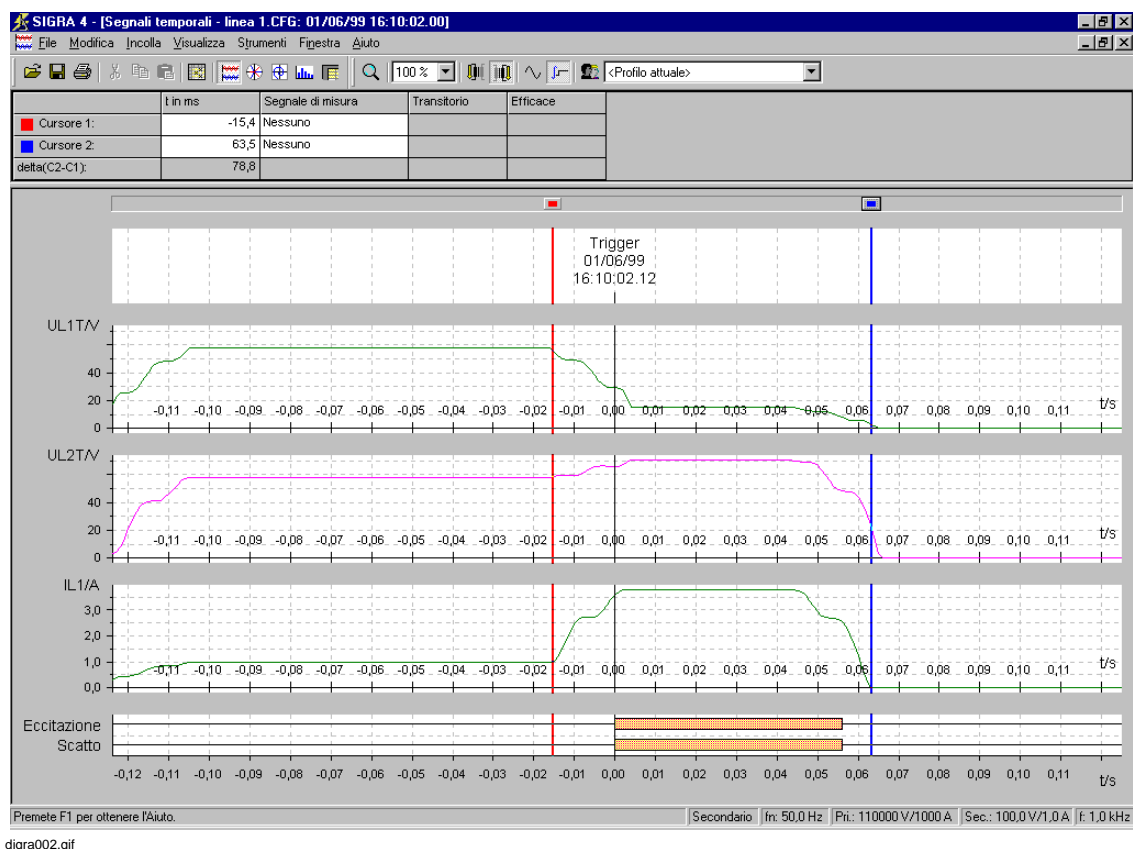 SIGRA 4 - [Segnali temporali - linea 1.CFG: 01/06/99 16:10:02.00]
File Modifica Incolla Visualizza Strumenti Finestra Aiuto
100 % <Profilo attuale>
t in ms Segnale di misura Transitorio Efficace
Cursore 1: -15,4 Nessuno
Cursore 2: 63,5 Nessuno
delta(C2-C1): 78,8
Trigger
01/06/99
16:10:02.12
UL1T/V
40
20
0
-0,11 -0,10 -0,09 -0,08 -0,07 -0,06 -0,05 -0,04 -0,03 -0,02 -0,01 0,00 0,01 0,02 0,03 0,04 0,05 0,06 0,07 0,08 0,09 0,10 0,11 t/s
UL2T/V
40
20
0
-0,11 -0,10 -0,09 -0,08 -0,07 -0,06 -0,05 -0,04 -0,03 -0,02 -0,01 0,00 0,01 0,02 0,03 0,04 0,05 0,06 0,07 0,08 0,09 0,10 0,11 t/s
IL1/A
3,0
2,0
1,0
0,0
-0,11 -0,10 -0,09 -0,08 -0,07 -0,06 -0,05 -0,04 -0,03 -0,02 -0,01 0,00 0,01 0,02 0,03 0,04 0,05 0,06 0,07 0,08 0,09 0,10 0,11 t/s
Eccitazione
Scatto
-0,12 -0,11 -0,10 -0,09 -0,08 -0,07 -0,06 -0,05 -0,04 -0,03 -0,02 -0,01 0,00 0,01 0,02 0,03 0,04 0,05 0,06 0,07 0,08 0,09 0,10 0,11 t/s
Premete F1 per ottenere l'Aiuto. Secondario fn: 50,0 Hz Pri.: 110000 V/1000 A Sec.: 100,0 V/1,0 A f: 1,0 kHz
digra002.gif